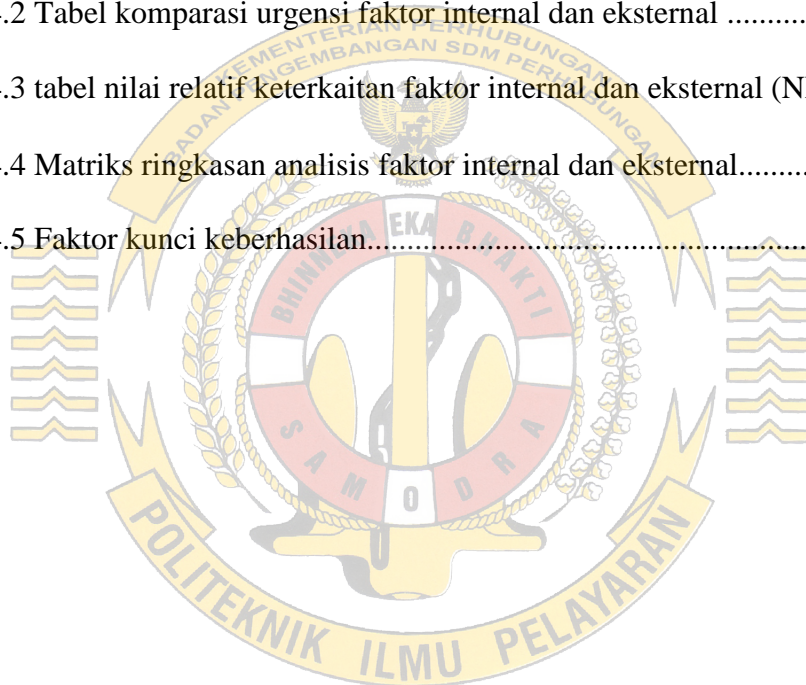 .2 Tabel komparasi urgensi faktor internal dan eksternal ..........
KEMENTERIAN PERHUBUNGAN
BADAN PENGEMBANGAN SDM PERHUBUNGAN
.3 tabel nilai relatif keterkaitan faktor internal dan eksternal (N
.4 Matriks ringkasan analisis faktor internal dan eksternal.........
.5 Faktor kunci keberhasilan..........................................................
BHINNEKA EKA BHAKTI
SAMODRA
POLITEKNIK ILMU PELAYARAN